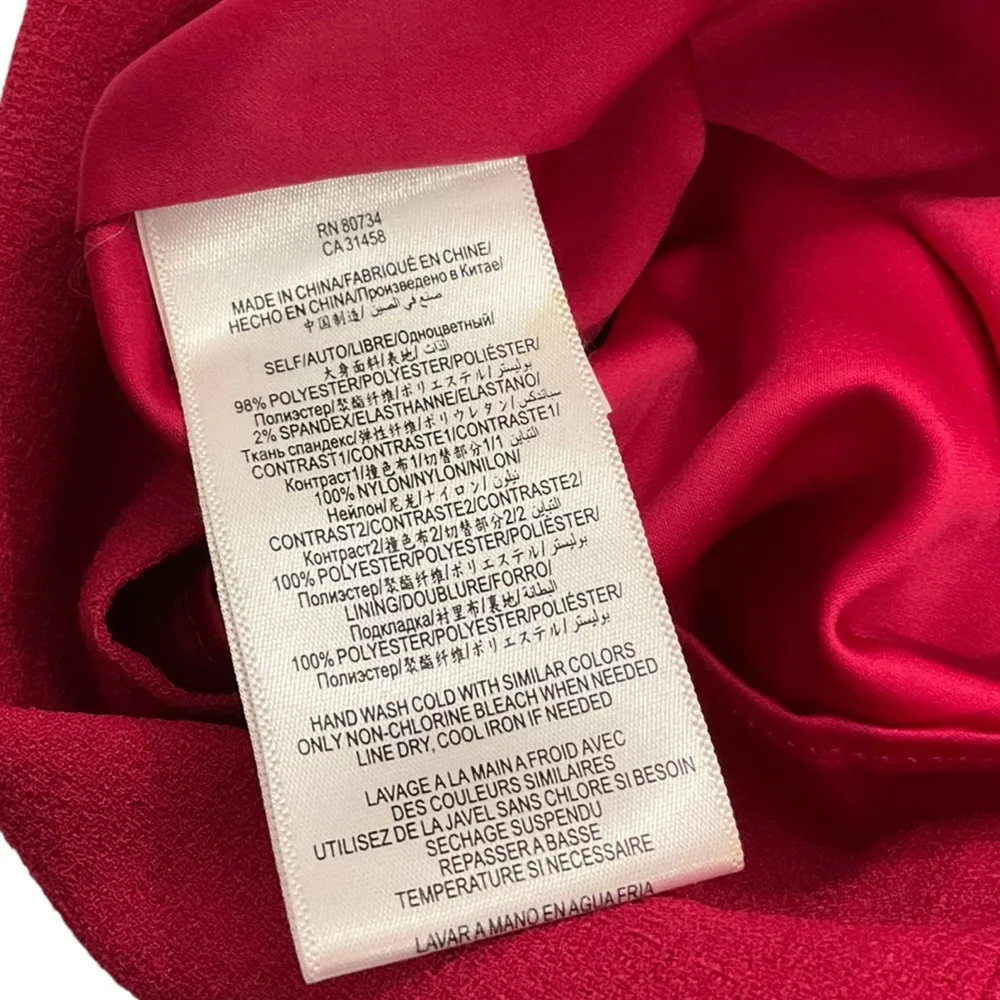 RN 80734
CA 31458
MADE IN CHINA/FABRIQUÉ EN CHINE/
HECHO EN CHINA/Произведено в Китае/
中国制造/ صنع في الصين/
SELF/AUTO/LIBRE/Одноцветный/
大身面料/表地/ الذات/
98% POLYESTER/POLYESTER/POLIÉSTER/
Полиэстер/聚酯纤维/ポリエステル/ بوليستر/
2% SPANDEX/ELASTHANNE/ELASTANO/
Ткань спандекс/弹性纤维/ポリウレタン/ سباندكس/
CONTRAST1/CONTRASTE1/CONTRASTE1/
Контраст1/撞色布1/切替部分1/ التباين1/
100% NYLON/NYLON/NILON/
Нейлон/尼龙/ナイロン/ نيلون/
CONTRAST2/CONTRASTE2/CONTRASTE2/
Контраст2/撞色布2/切替部分2/ التباين2/
100% POLYESTER/POLYESTER/POLIÉSTER/
Полиэстер/聚酯纤维/ポリエステル/ بوليستر/
LINING/DOUBLURE/FORRO/
Подкладка/衬里布/裏地/ البطانة/
100% POLYESTER/POLYESTER/POLIÉSTER/
Полиэстер/聚酯纤维/ポリエステル/ بوليستر/
HAND WASH COLD WITH SIMILAR COLORS
ONLY NON-CHLORINE BLEACH WHEN NEEDED
LINE DRY, COOL IRON IF NEEDED
LAVAGE A LA MAIN A FROID AVEC
DES COULEURS SIMILAIRES
UTILISEZ DE LA JAVEL SANS CHLORE SI BESOIN
SECHAGE SUSPENDU
REPASSER A BASSE
TEMPERATURE SI NECESSAIRE
LAVAR A MANO EN AGUA FRIA